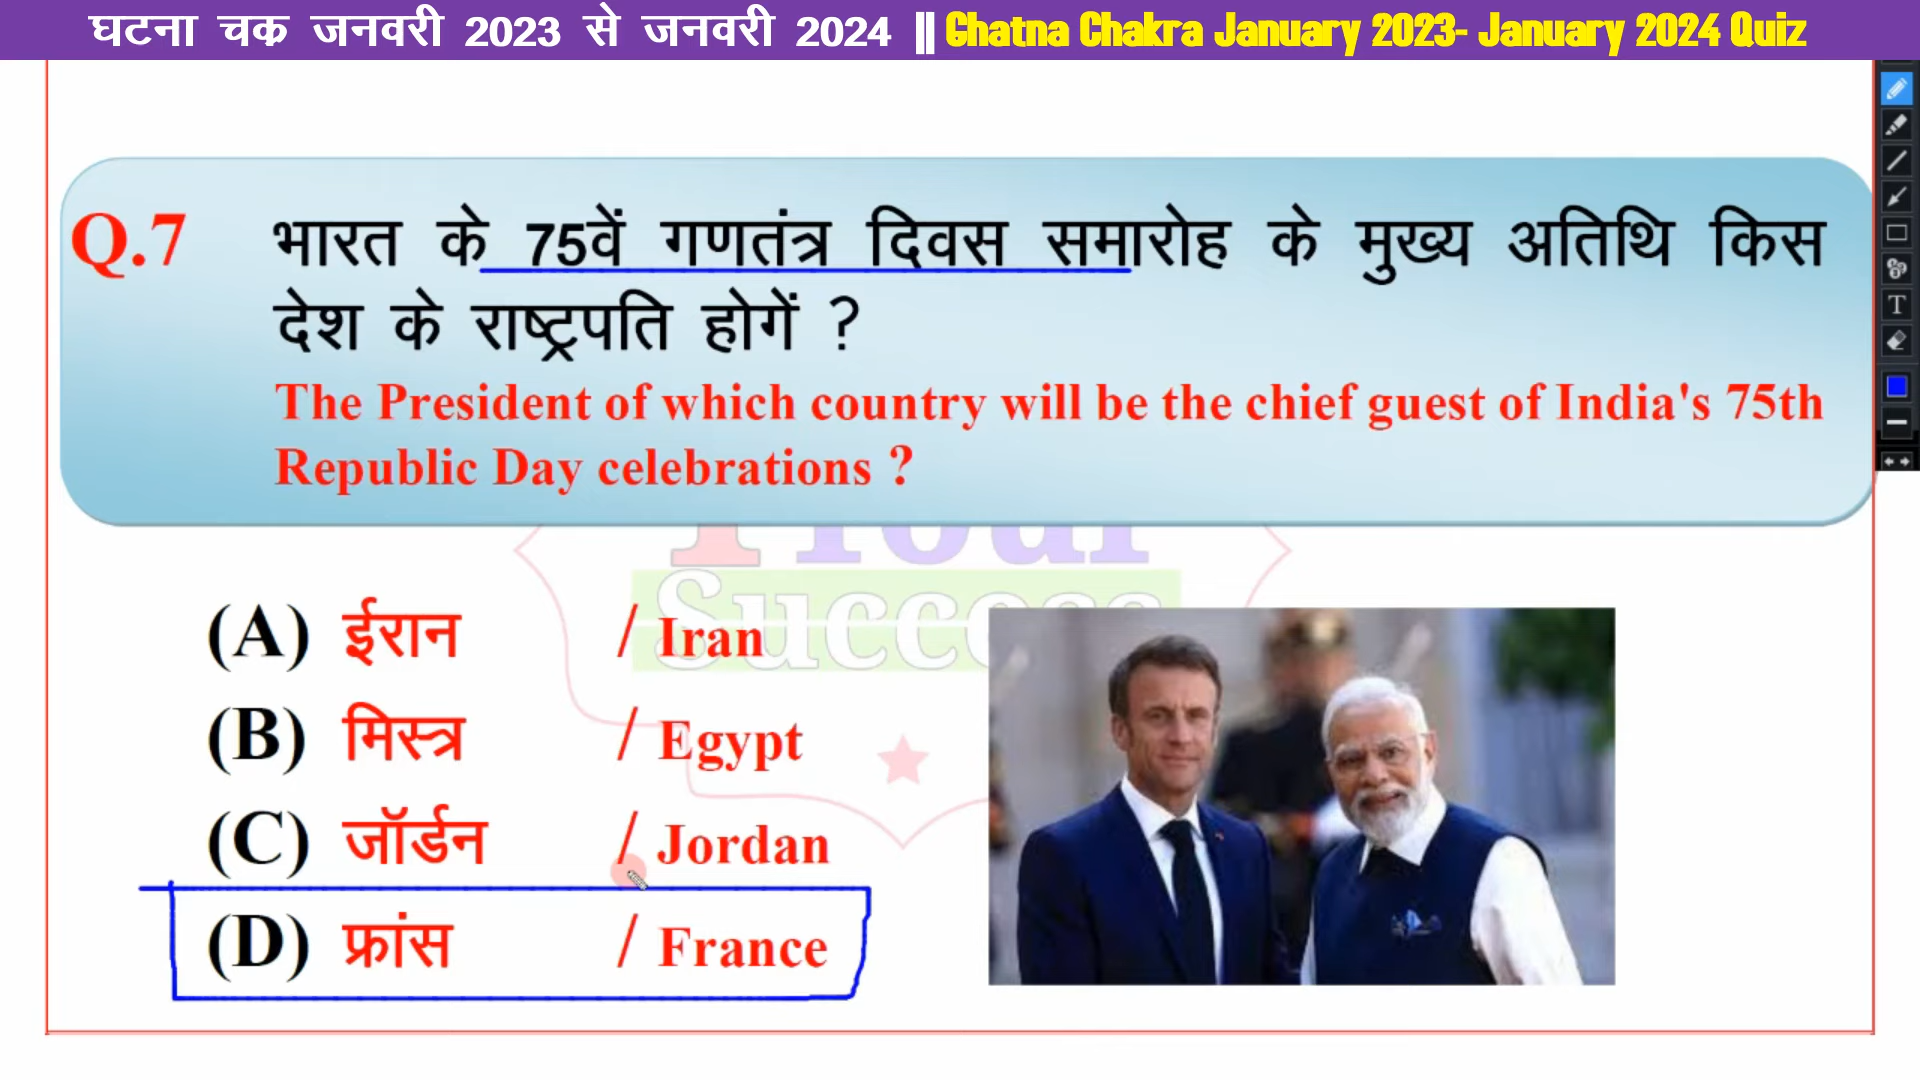 घटना चक्र जनवरी 2023 से जनवरी 2024 || Ghatna Chakra January 2023- January 2024 Quiz
Q.7 भारत के 75वें गणतंत्र दिवस समारोह के मुख्य अतिथि किस
देश के राष्ट्रपति होगें ?
The President of which country will be the chief guest of India's 75th
Republic Day celebrations ?
Hour
Success
(A) ईरान / Iran
(B) मिस्त्र / Egypt
(C) जॉर्डन / Jordan
(D) फ्रांस / France